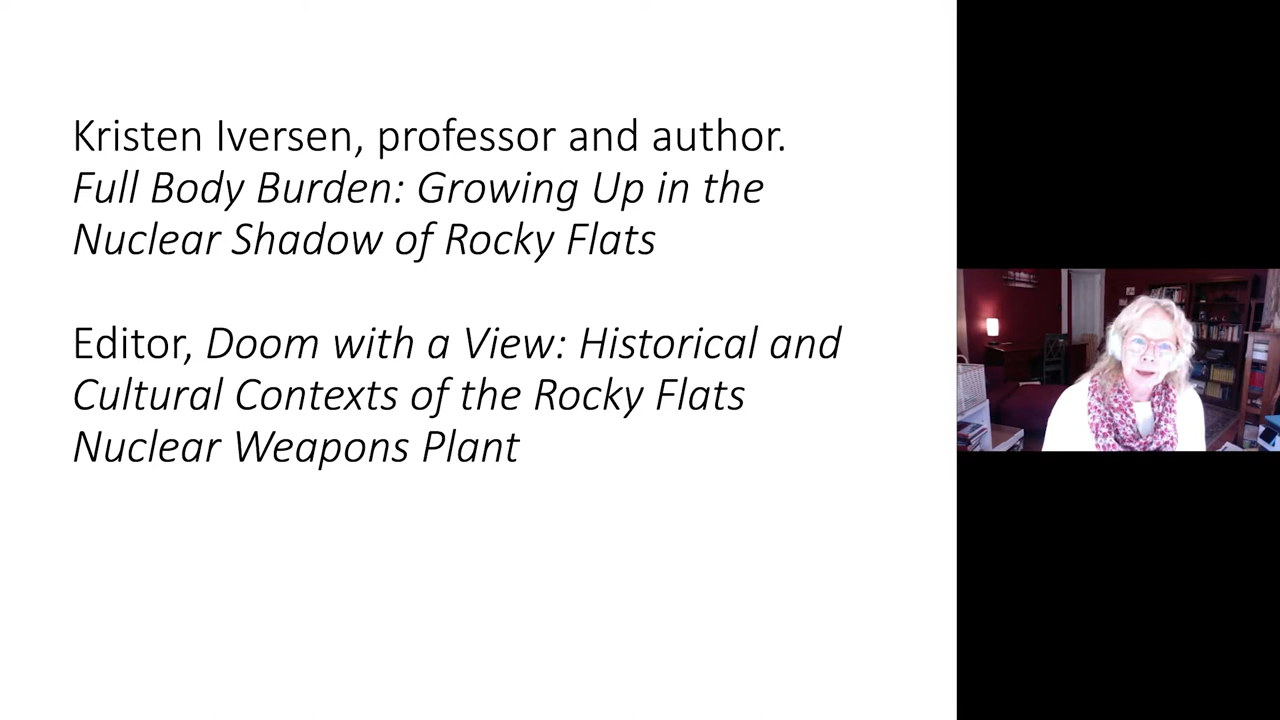 Kristen Iversen, professor and author.
Full Body Burden: Growing Up in the
Nuclear Shadow of Rocky Flats
Editor, Doom with a View: Historical and
Cultural Contexts of the Rocky Flats
Nuclear Weapons Plant